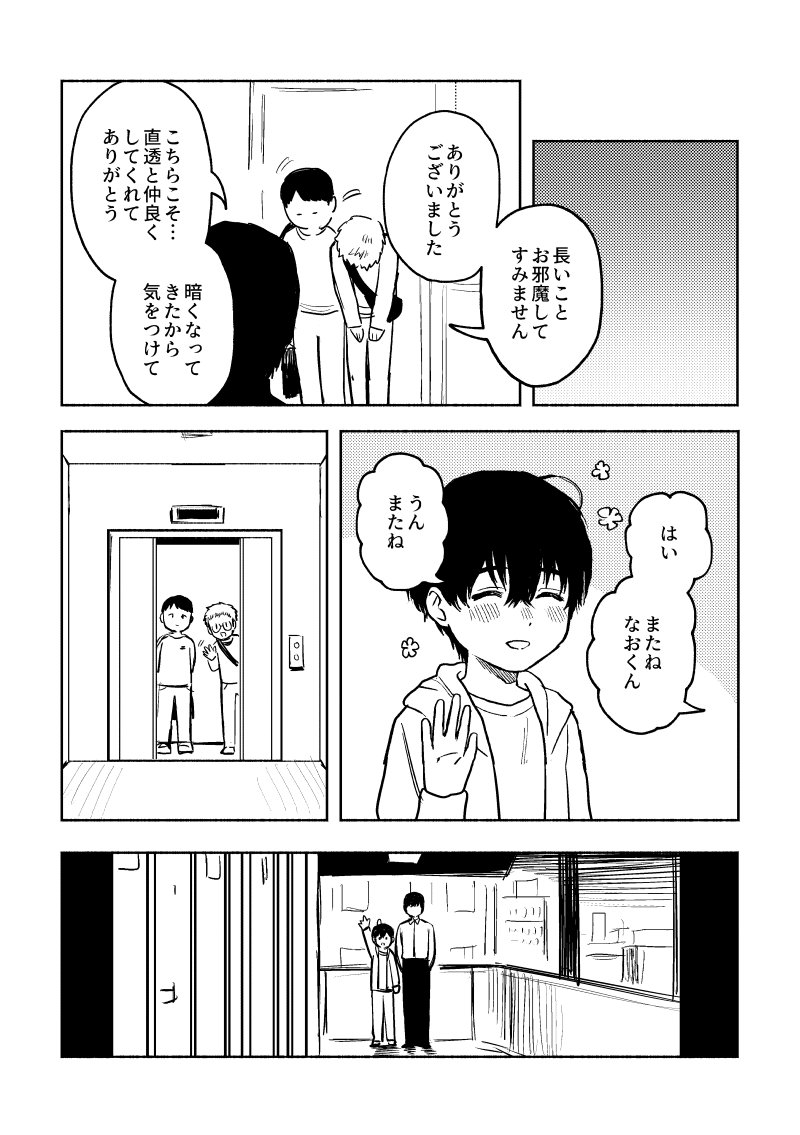 長いこと
お邪魔して
すみません
ありがとう
ございました
こちらこそ…
直透と仲良く
してくれて
ありがとう
暗くなって
きたから
気をつけて
はい
またね
なおくん
うん
またね